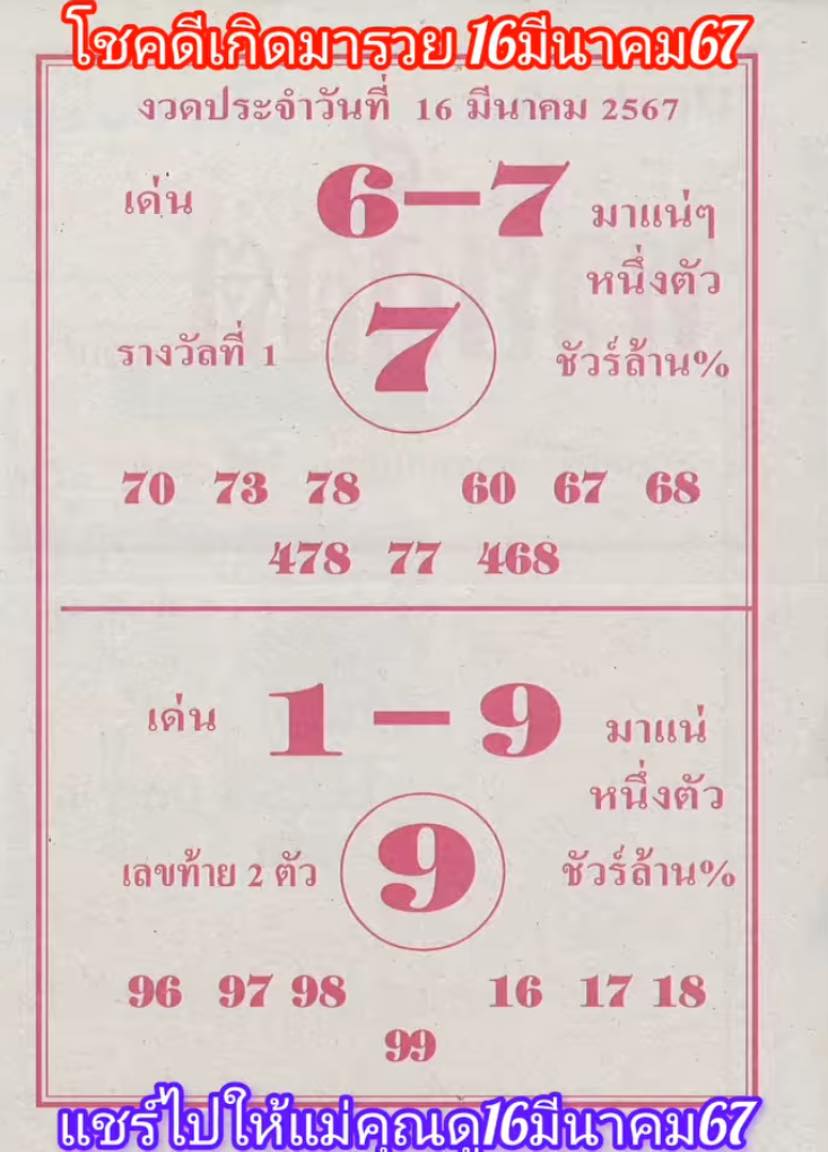 โชคดีเกิดมารวย 16มีนาคม67
งวดประจำวันที่ 16 มีนาคม 2567
เด่น 6-7 มาแน่ๆ
หนึ่งตัว
รางวัลที่ 1 7 ชัวร์ล้าน%
70 73 78 60 67 68
478 77 468
เด่น 1-9 มาแน่
หนึ่งตัว
เลขท้าย 2 ตัว 9 ชัวร์ล้าน%
96 97 98 16 17 18
99
แชร์ไปให้แม่คุณดู16มีนาคม67